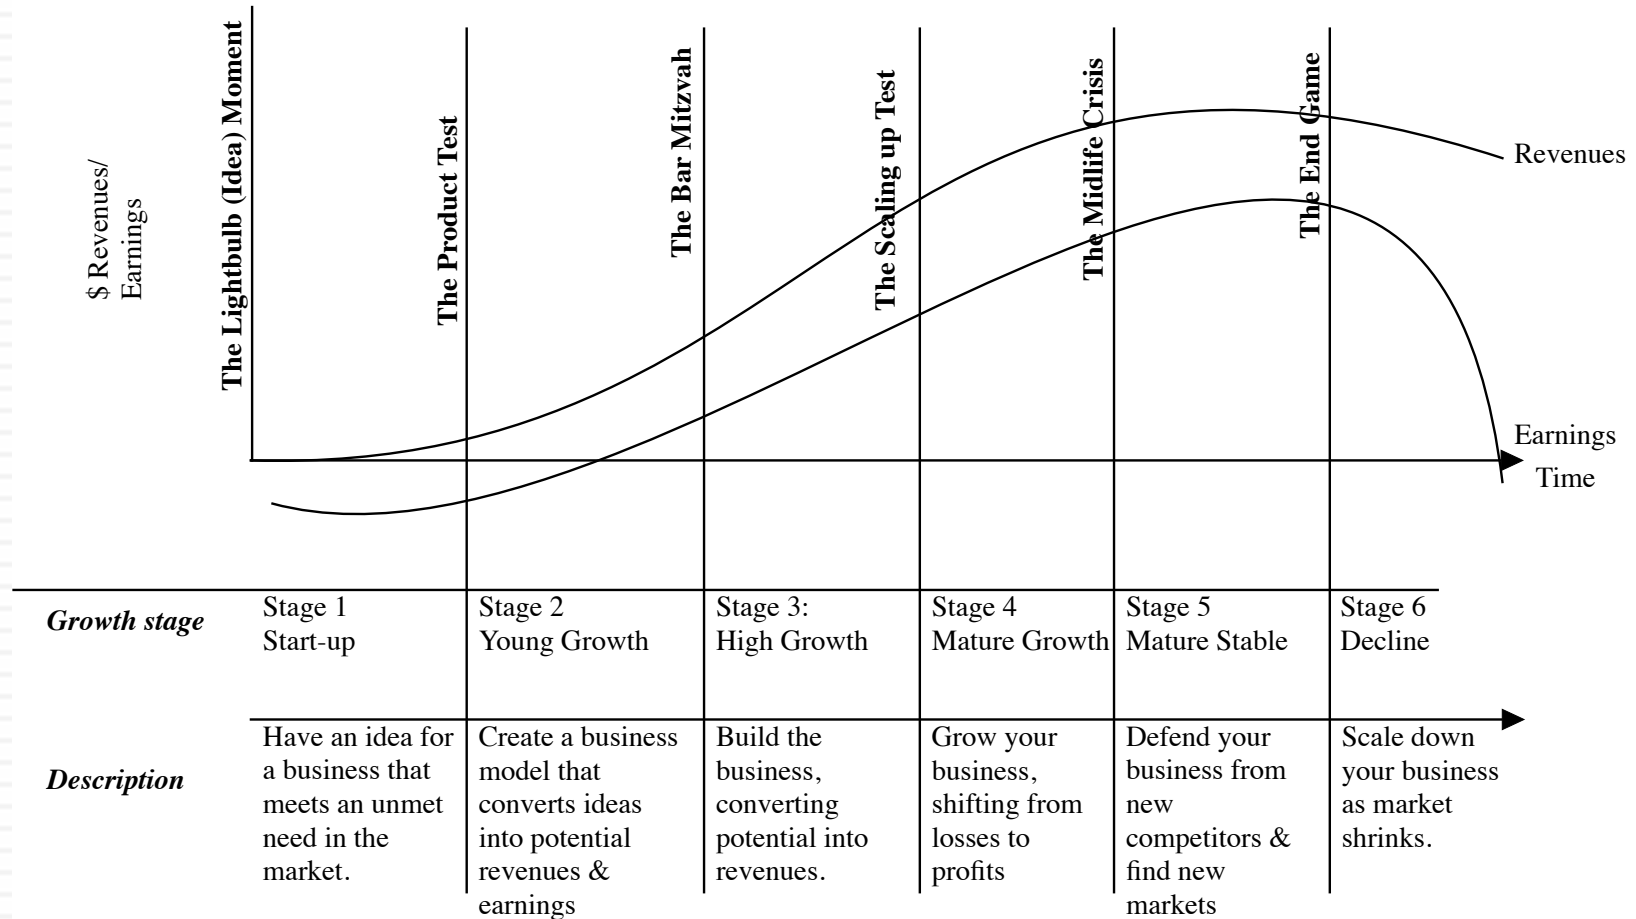 $ Revenues/
Earnings
The Lightbulb (Idea) Moment
The Product Test
The Bar Mitzvah
The Scaling up Test
The Midlife Crisis
The End Game
Revenues
Earnings
Time
Growth stage
Stage 1
Start-up
Stage 2
Young Growth
Stage 3:
High Growth
Stage 4
Mature Growth
Stage 5
Mature Stable
Stage 6
Decline
Description
Have an idea for
a business that
meets an unmet
need in the
market.
Create a business
model that
converts ideas
into potential
revenues &
earnings
Build the
business,
converting
potential into
revenues.
Grow your
business,
shifting from
losses to
profits
Defend your
business from
new
competitors &
find new
markets
Scale down
your business
as market
shrinks.